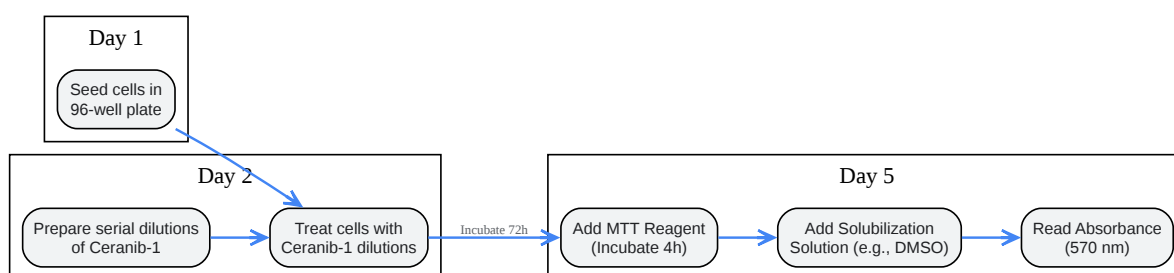 Day 1
Seed cells in
96-well plate
Day 2
Prepare serial dilutions
of Ceranib-1
Treat cells with
Ceranib-1 dilutions
Incubate 72h
Day 5
Add MTT Reagent
(Incubate 4h)
Add Solubilization
Solution (e.g., DMSO)
Read Absorbance
(570 nm)